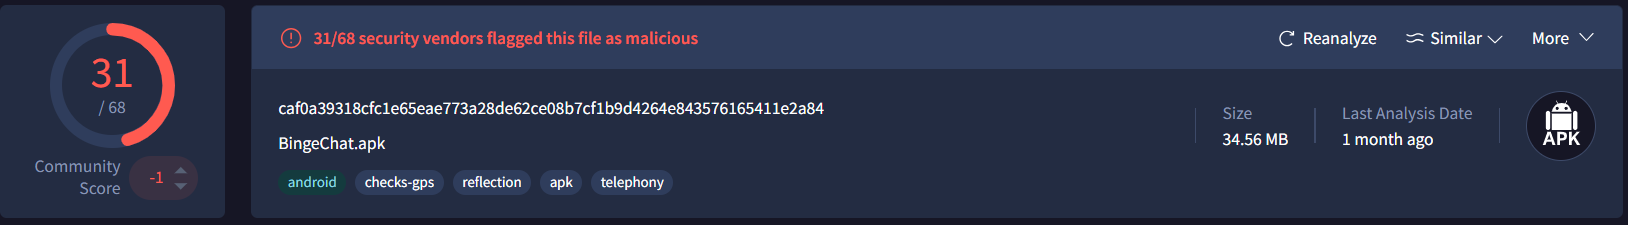 31
/ 68
Community
Score
-1
31/68 security vendors flagged this file as malicious
Reanalyze
Similar
More
caf0a39318cfc1e65eae773a28de62ce08b7cf1b9d4264e843576165411e2a84
BingeChat.apk
android
checks-gps
reflection
apk
telephony
Size
34.56 MB
Last Analysis Date
1 month ago
APK